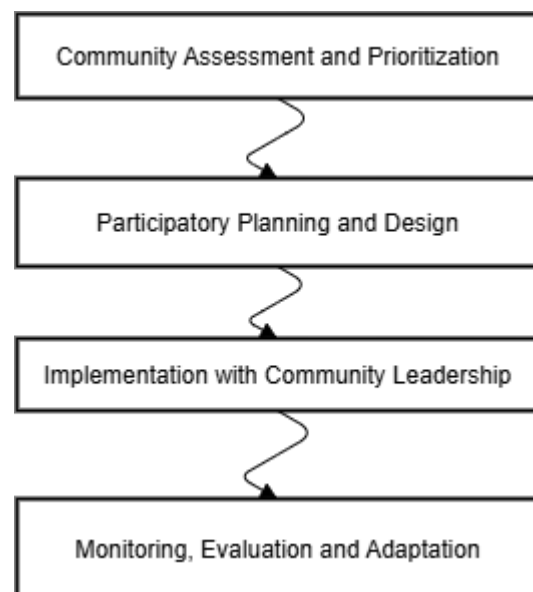 Community Assessment and Prioritization
Participatory Planning and Design
Implementation with Community Leadership
Monitoring, Evaluation and Adaptation